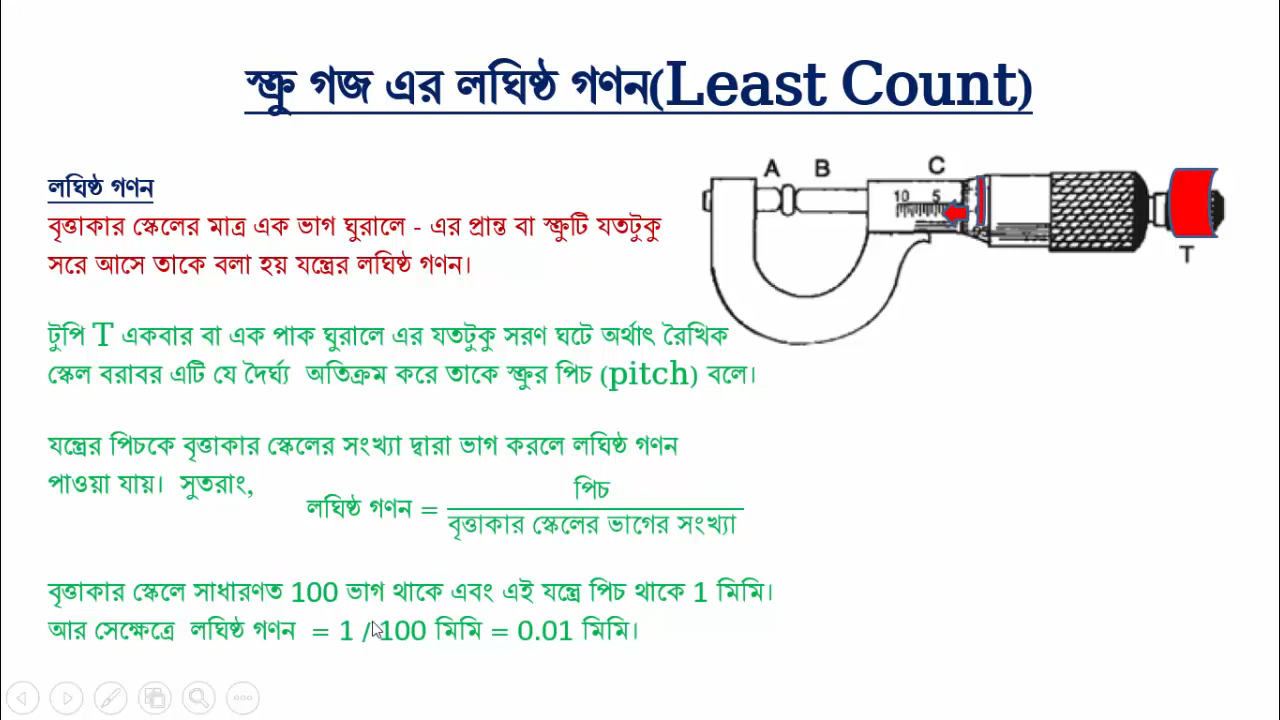 স্ক্রু গজ এর লঘিষ্ঠ গণন(Least Count)
লঘিষ্ঠ গণন
বৃত্তাকার স্কেলের মাত্র এক ভাগ ঘুরালে - এর প্রান্ত বা স্ক্রুটি যতটুকু
সরে আসে তাকে বলা হয় যন্ত্রের লঘিষ্ঠ গণন।
A B C
10 5
T
টুপি T একবার বা এক পাক ঘুরালে এর যতটুকু সরণ ঘটে অর্থাৎ রৈখিক
স্কেল বরাবর এটি যে দৈর্ঘ্য অতিক্রম করে তাকে স্ক্রুর পিচ (pitch) বলে।
যন্ত্রের পিচকে বৃত্তাকার স্কেলের সংখ্যা দ্বারা ভাগ করলে লঘিষ্ঠ গণন
পাওয়া যায়। সুতরাং,
পিচ
লঘিষ্ঠ গণন =
বৃত্তাকার স্কেলের ভাগের সংখ্যা
বৃত্তাকার স্কেলে সাধারণত 100 ভাগ থাকে এবং এই যন্ত্রে পিচ থাকে 1 মিমি।
আর সেক্ষেত্রে লঘিষ্ঠ গণন = 1 / 100 মিমি = 0.01 মিমি।